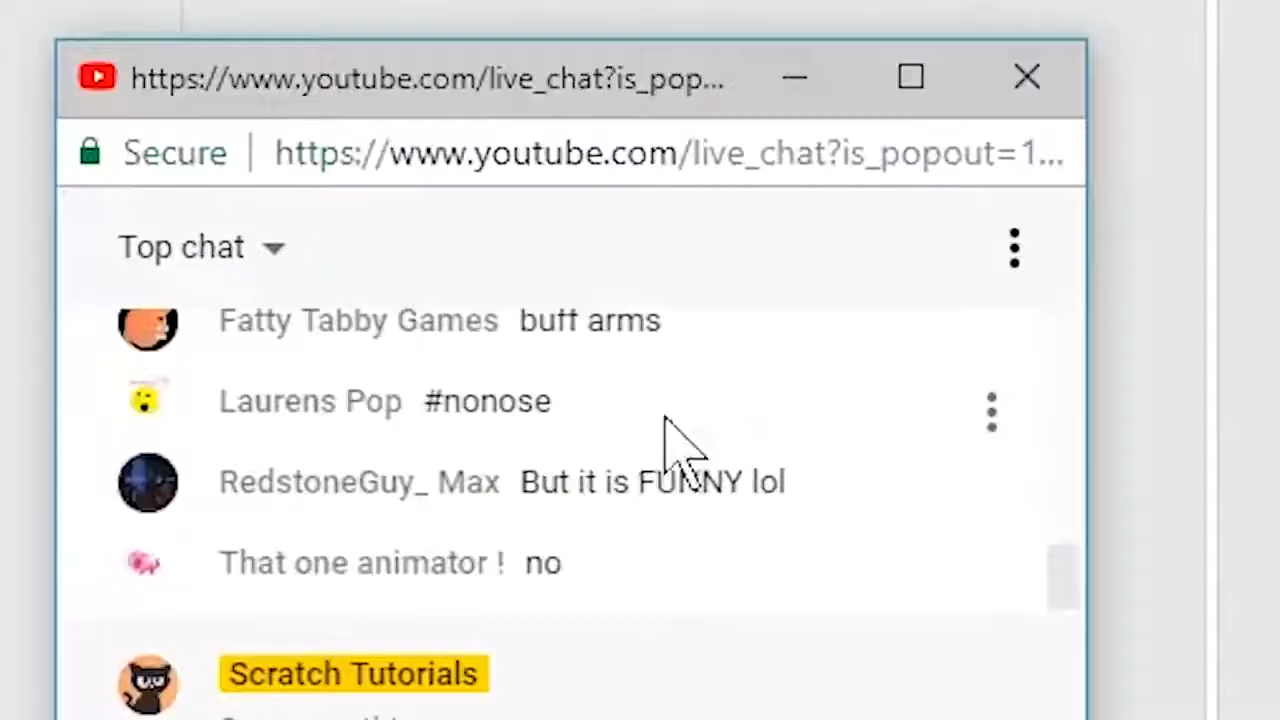 https://www.youtube.com/live_chat?is_pop...
Secure https://www.youtube.com/live_chat?is_popout=1...
Top chat
Fatty Tabby Games buff arms
Laurens Pop #nonose
RedstoneGuy_ Max But it is FUNNY lol
That one animator ! no
Scratch Tutorials